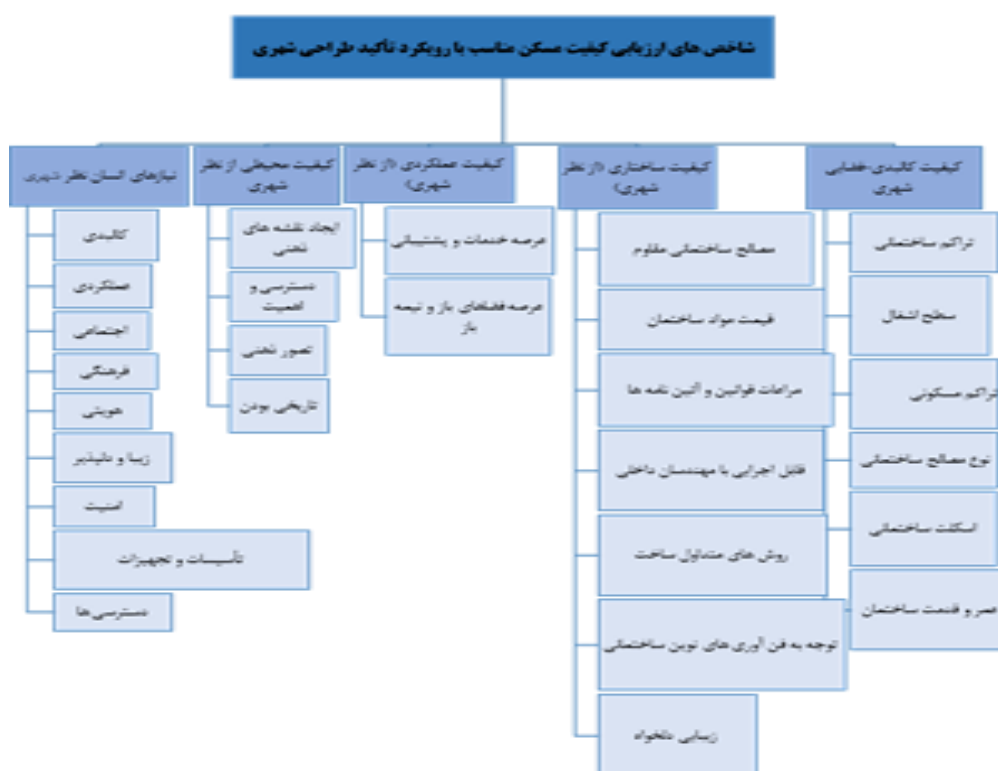 شاخص های ارزیابی کیفیت مسکن مناسب با رویکرد تأکید طراحی شهری
کیفیت کالبدی-فضایی
شهری
تراکم ساختمانی
سطح اشغال
تراکم مسکونی
نوع مصالح ساختمانی
اسکلت ساختمانی
عمر و قدمت ساختمان
کیفیت ساختاری (از نظر
شهری)
مصالح ساختمانی مقاوم
قیمت مواد ساختمان
مراعات قوانین و آئین نامه ها
قابل اجرایی با مهندسان داخلی
روش های متداول ساخت
توجه به فن آوری های نوین ساختمانی
زیبایی دلخواه
کیفیت عملکردی (از نظر
شهری)
عرصه خدمات و پشتیبانی
عرصه فضاهای باز و نیمه
باز
کیفیت محیطی از نظر
شهری
ایجاد نقشه های
ذهنی
دسترسی و
اهمیت
تصور ذهنی
تاریخی بودن
نیازهای انسان نظر شهری
کالبدی
عملکردی
اجتماعی
فرهنگی
هویتی
زیبا و دلپذیر
امنیت
تأسیسات و تجهیزات
دسترسی‌ها